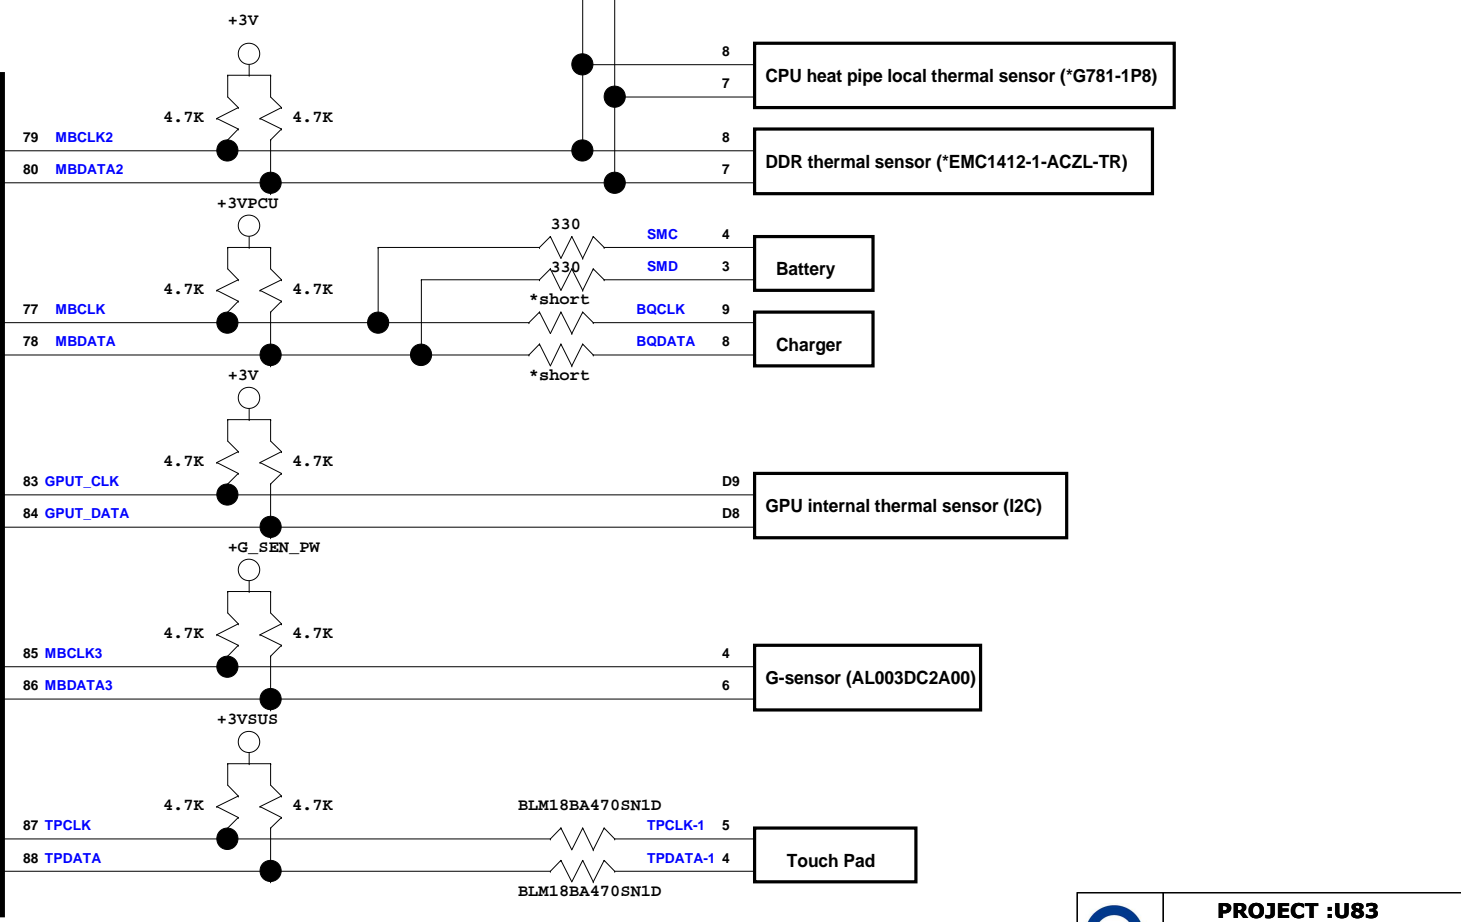 +3V
8
CPU heat pipe local thermal sensor (*G781-1P8)
7
4.7K
4.7K
79 MBCLK2
8
DDR thermal sensor (*EMC1412-1-ACZL-TR)
80 MBDATA2
7
+3VPCU
330
SMC 4
330
SMD 3
Battery
4.7K
4.7K
*short
77 MBCLK
BQCLK 9
78 MBDATA
BQDATA 8
Charger
*short
+3V
4.7K
4.7K
83 GPUT_CLK
D9
GPU internal thermal sensor (I2C)
84 GPUT_DATA
D8
+G_SEN_PW
4.7K
4.7K
85 MBCLK3
4
G-sensor (AL003DC2A00)
86 MBDATA3
6
+3VSUS
4.7K
4.7K
BLM18BA470SN1D
87 TPCLK
TPCLK-1 5
88 TPDATA
TPDATA-1 4
Touch Pad
BLM18BA470SN1D
PROJECT :U83